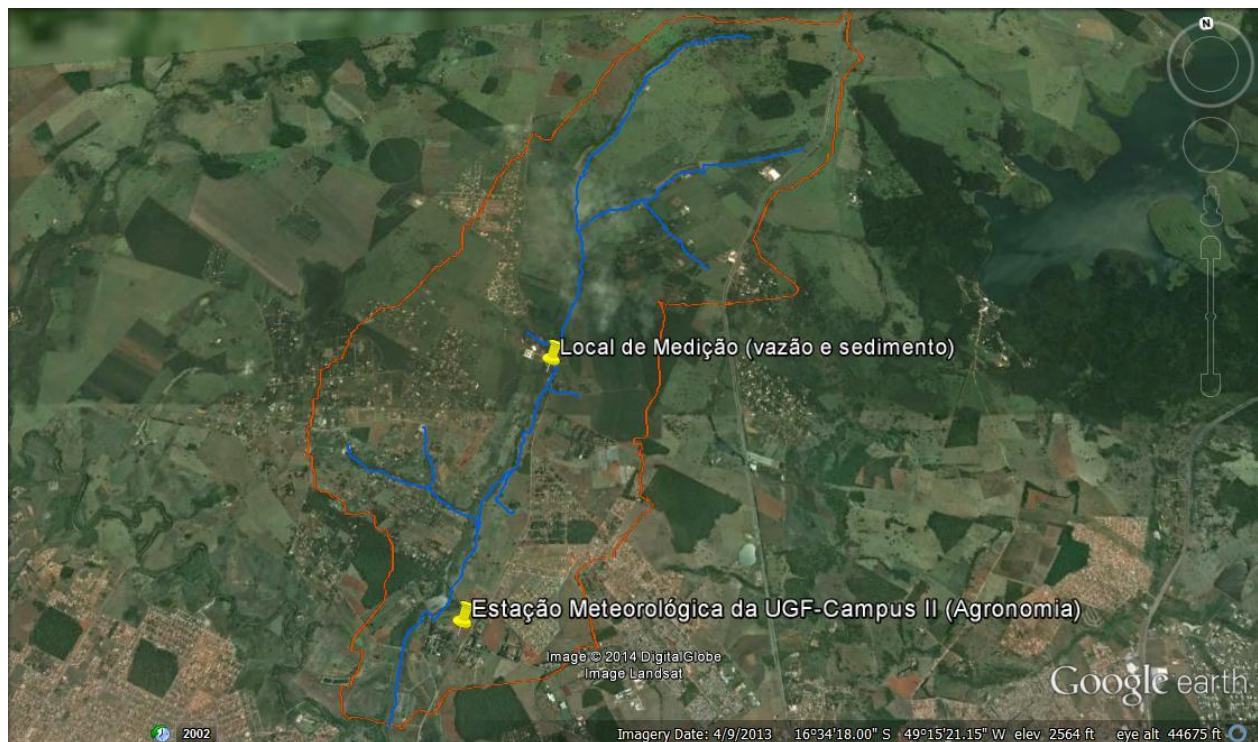 N
Local de Medição (vazão e sedimento)
Estação Meteorológica da UGF-Campus II (Agronomia)
Image © 2014 DigitalGlobe
Image Landsat
Google earth
2002
Imagery Date: 4/9/2013 16°34'18.00" S 49°15'21.15" W elev 2564 ft eye alt 44675 ft